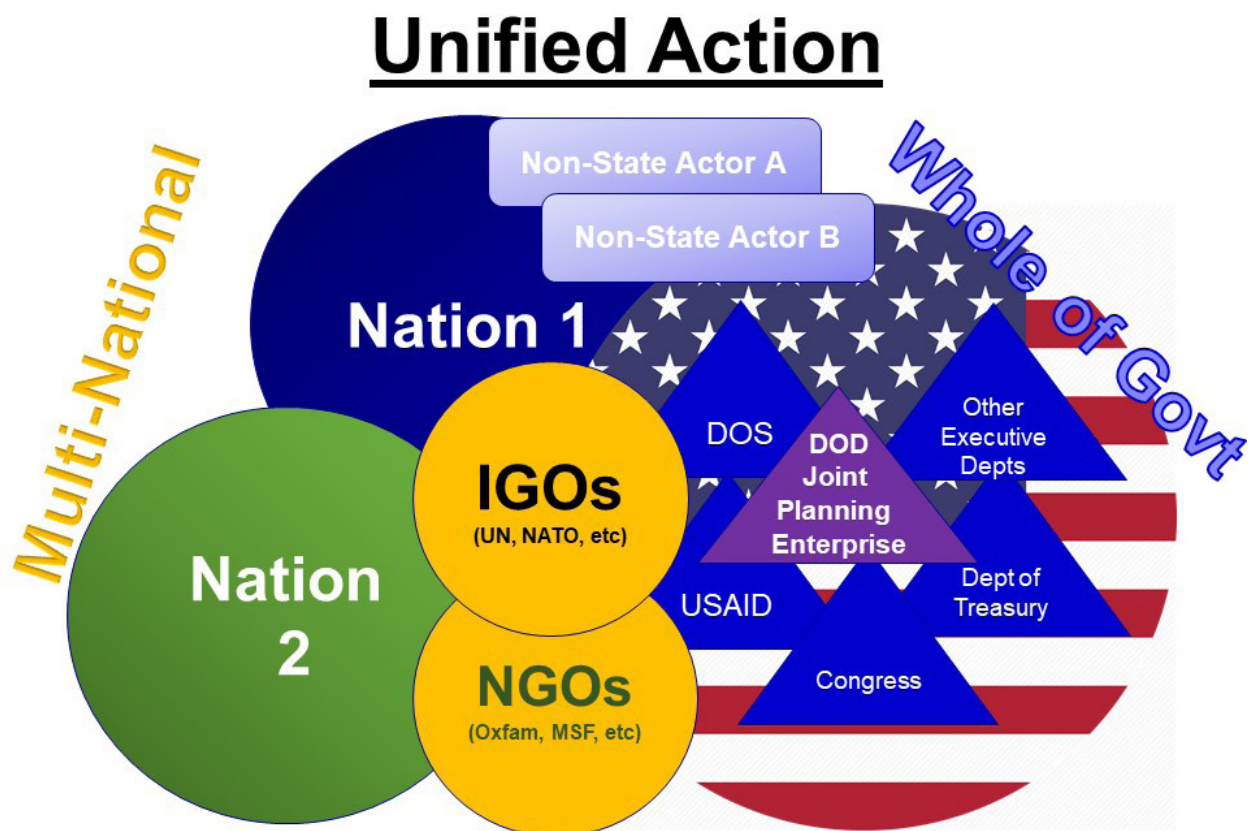 Unified Action
Multi-National
Whole of Govt
Non-State Actor A
Non-State Actor B
Nation 1
Nation
2
IGOs
(UN, NATO, etc)
NGOs
(Oxfam, MSF, etc)
DOS
DOD
Joint
Planning
Enterprise
Other
Executive
Depts
USAID
Dept of
Treasury
Congress